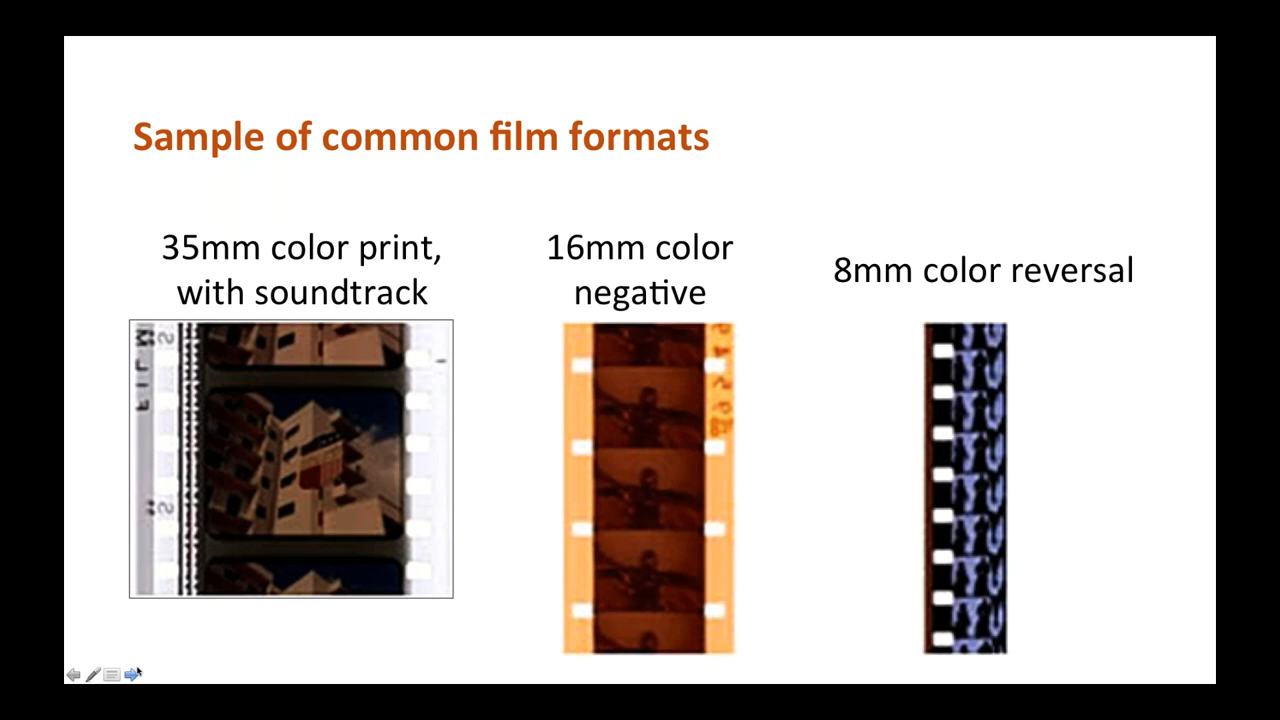 Sample of common film formats
35mm color print,
with soundtrack
16mm color
negative
8mm color reversal